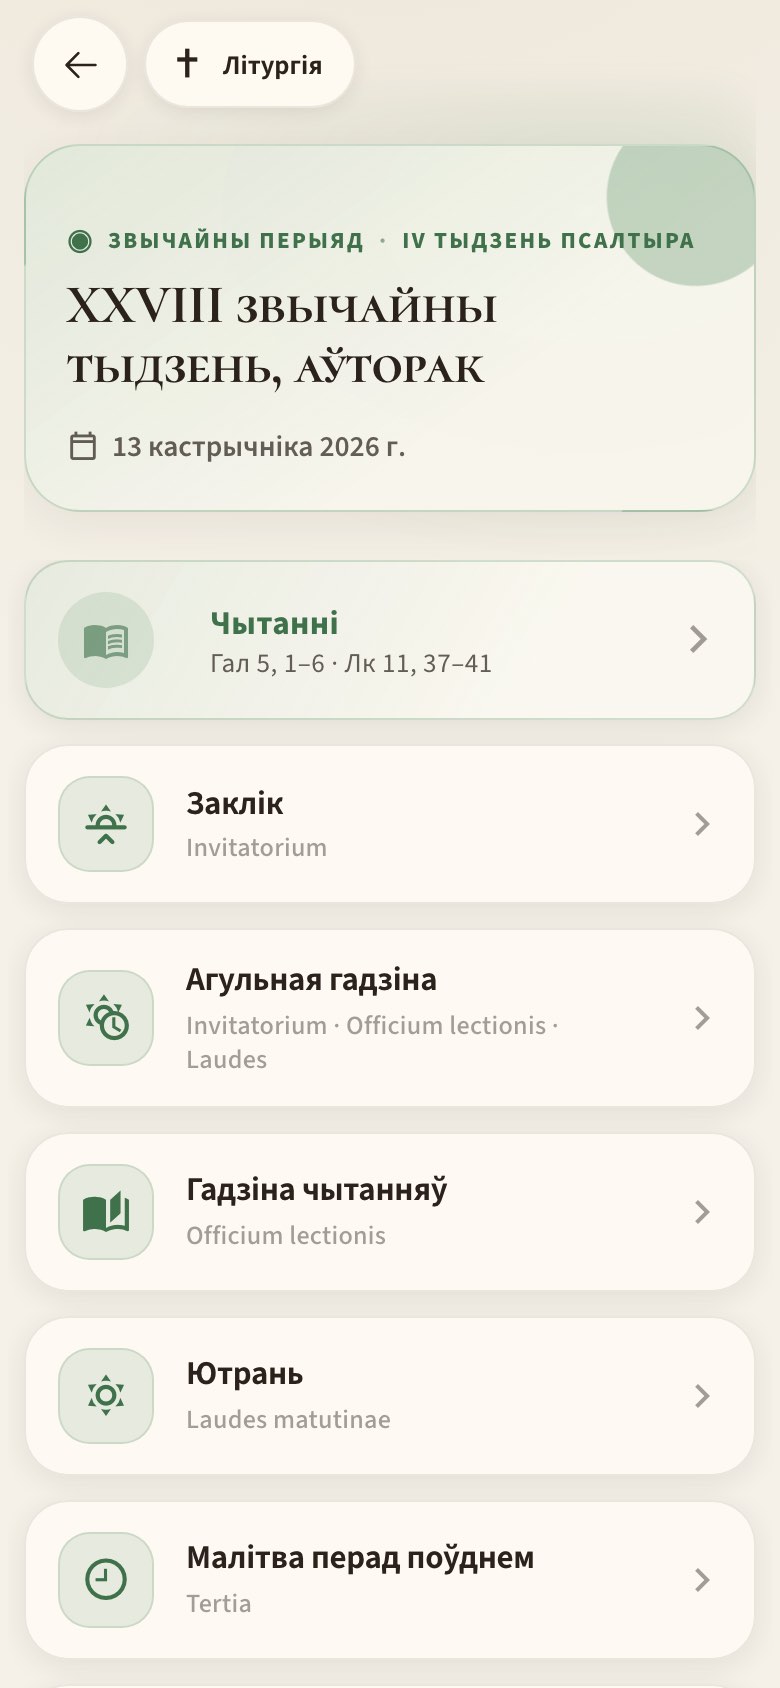 Літургія
ЗВЫЧАЙНЫ ПЕРЫЯД · IV ТЫДЗЕНЬ ПСАЛТЫРА
XXVIII звычайны
тыдзень, аўторак
13 кастрычніка 2026 г.
Чытанні
Гал 5, 1–6 · Лк 11, 37–41
Заклік
Invitatorium
Агульная гадзіна
Invitatorium · Officium lectionis ·
Laudes
Гадзіна чытанняў
Officium lectionis
Ютрань
Laudes matutinae
Малітва перад поўднем
Tertia